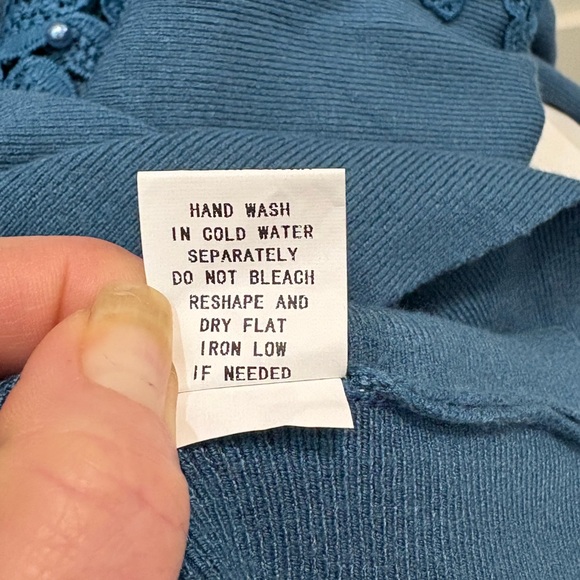 HAND WASH
IN COLD WATER
SEPARATELY
DO NOT BLEACH
RESHAPE AND
DRY FLAT
IRON LOW
IF NEEDED